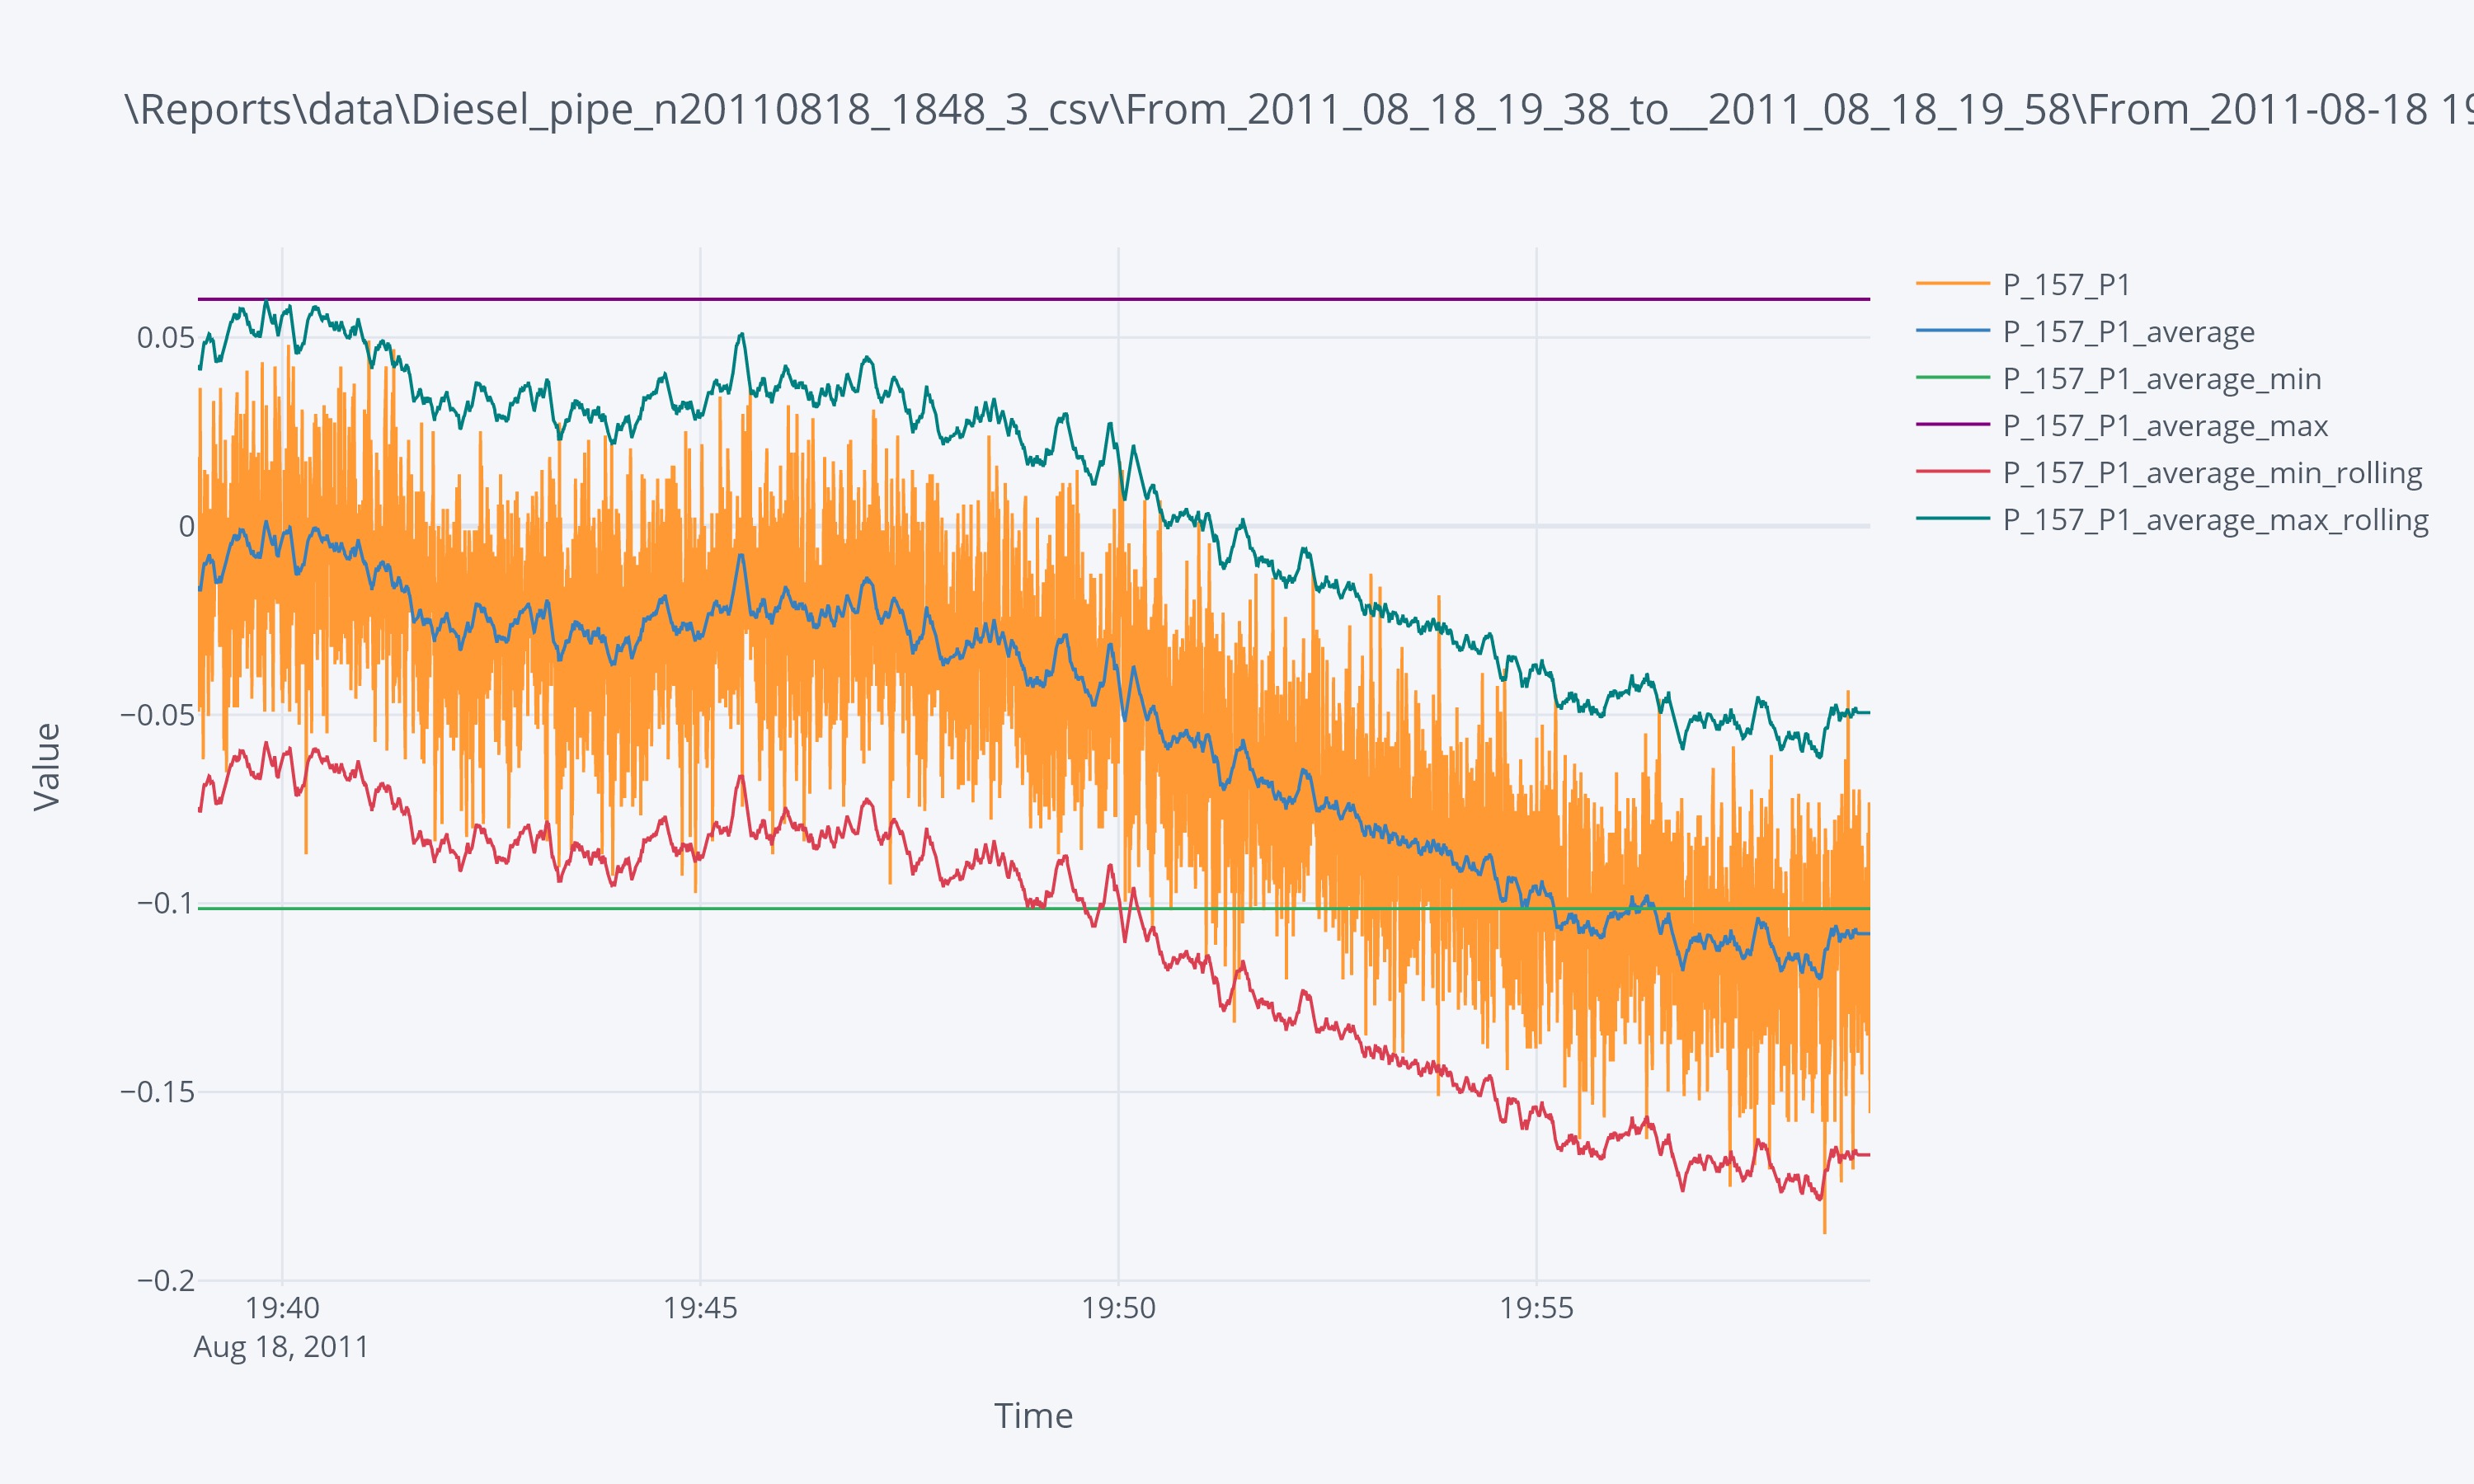 \Reports\data\Diesel_pipe_n20110818_1848_3_csv\From_2011_08_18_19_38_to__2011_08_18_19_58\From_2011-08-18 19
P_157_P1
P_157_P1_average
P_157_P1_average_min
P_157_P1_average_max
P_157_P1_average_min_rolling
P_157_P1_average_max_rolling
0.05
0
−0.05
−0.1
−0.15
−0.2
Value
19:40
19:45
19:50
19:55
Aug 18, 2011
Time